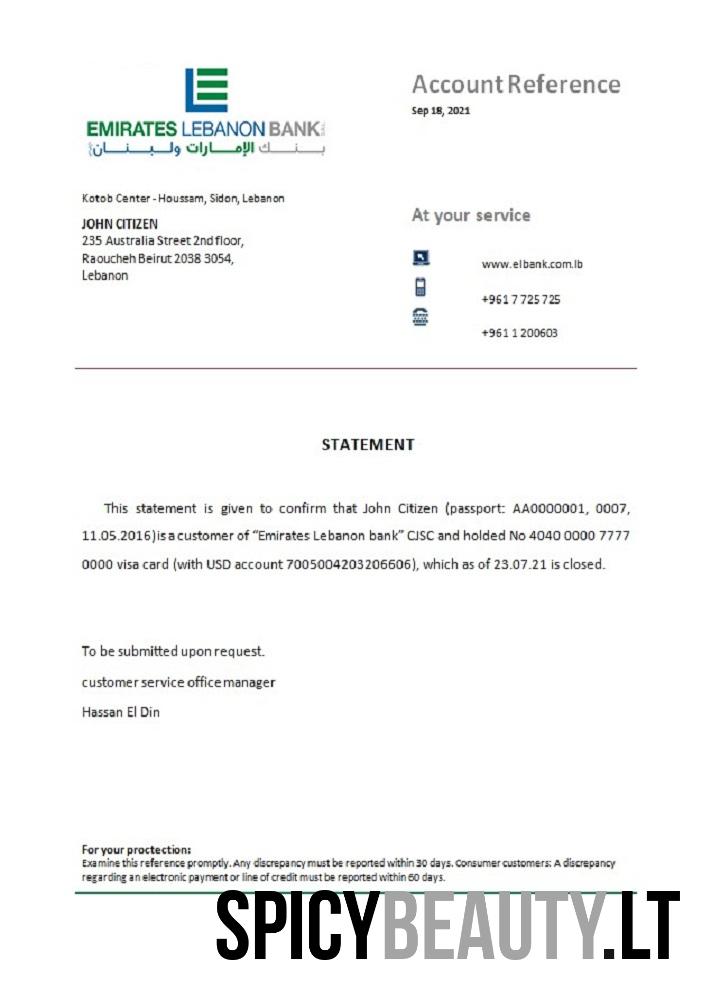 EMIRATES LEBANON BANK
بنك الإمارات ولبنان
Account Reference
Sep 18, 2021
Kotob Center - Houssam, Sidon, Lebanon
JOHN CITIZEN
235 Australia Street 2nd floor,
Raoucheh Beirut 2038 3054,
Lebanon
At your service
www.elbank.com.lb
+961 7 725 725
+961 1 200603
STATEMENT
This statement is given to confirm that John Citizen (passport: AA0000001, 0007,
11.05.2016) is a customer of "Emirates Lebanon bank" CJSC and holded No 4040 0000 7777
0000 visa card (with USD account 7005004203206606), which as of 23.07.21 is closed.
To be submitted upon request.
customer service office manager
Hassan El Din
For your proctection:
Examine this reference promptly. Any discrepancy must be reported within 30 days. Consumer customers: A discrepancy
regarding an electronic payment or line of credit must be reported within 60 days.
SPICYBEAUTY.LT